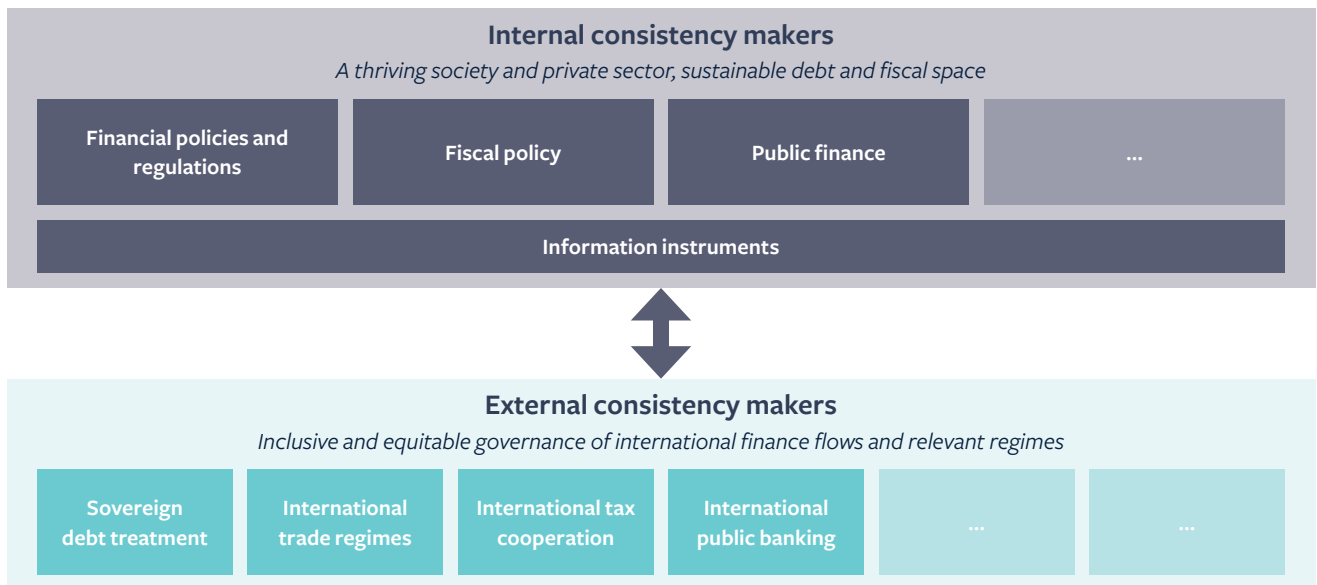 Internal consistency makers
A thriving society and private sector, sustainable debt and fiscal space
Financial policies and
regulations
Fiscal policy
Public finance
...
Information instruments
External consistency makers
Inclusive and equitable governance of international finance flows and relevant regimes
Sovereign
debt treatment
International
trade regimes
International tax
cooperation
International
public banking
...
...